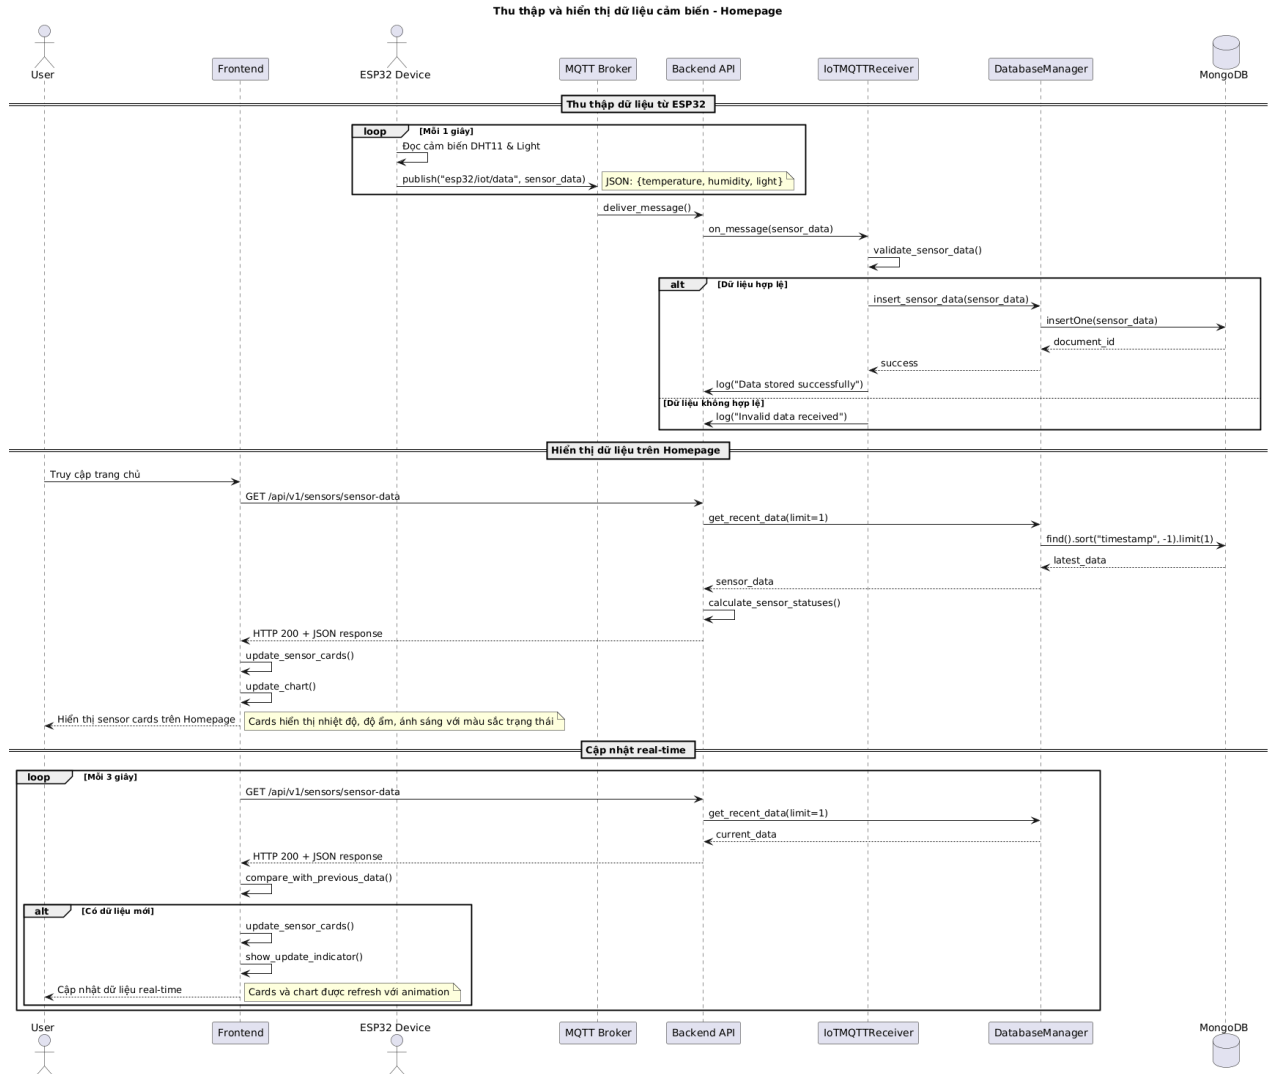 Thu thập và hiển thị dữ liệu cảm biến - Homepage
User
Frontend
ESP32 Device
MQTT Broker
Backend API
IoTMQTTReceiver
DatabaseManager
MongoDB
Thu thập dữ liệu từ ESP32
loop [Mỗi 1 giây]
Đọc cảm biến DHT11 & Light
publish("esp32/iot/data", sensor_data)
JSON: {temperature, humidity, light}
deliver_message()
on_message(sensor_data)
validate_sensor_data()
alt [Dữ liệu hợp lệ]
insert_sensor_data(sensor_data)
insertOne(sensor_data)
document_id
success
log("Data stored successfully")
[Dữ liệu không hợp lệ]
log("Invalid data received")
Hiển thị dữ liệu trên Homepage
Truy cập trang chủ
GET /api/v1/sensors/sensor-data
get_recent_data(limit=1)
find().sort("timestamp", -1).limit(1)
latest_data
sensor_data
calculate_sensor_statuses()
HTTP 200 + JSON response
update_sensor_cards()
update_chart()
Hiển thị sensor cards trên Homepage
Cards hiển thị nhiệt độ, độ ẩm, ánh sáng với màu sắc trạng thái
Cập nhật real-time
loop [Mỗi 3 giây]
GET /api/v1/sensors/sensor-data
get_recent_data(limit=1)
current_data
HTTP 200 + JSON response
compare_with_previous_data()
alt [Có dữ liệu mới]
update_sensor_cards()
show_update_indicator()
Cập nhật dữ liệu real-time
Cards và chart được refresh với animation
User
Frontend
ESP32 Device
MQTT Broker
Backend API
IoTMQTTReceiver
DatabaseManager
MongoDB